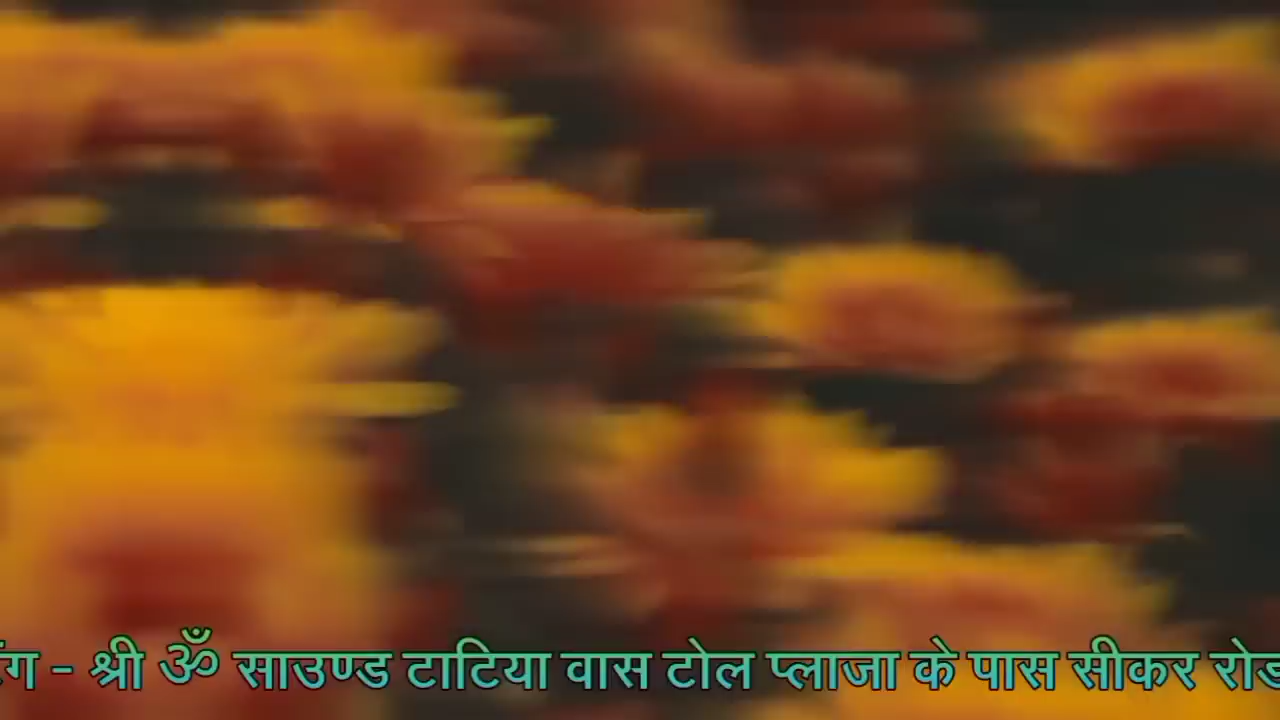 ंग - श्री ॐ साउण्ड टाटिया वास टोल प्लाजा के पास सीकर रोड